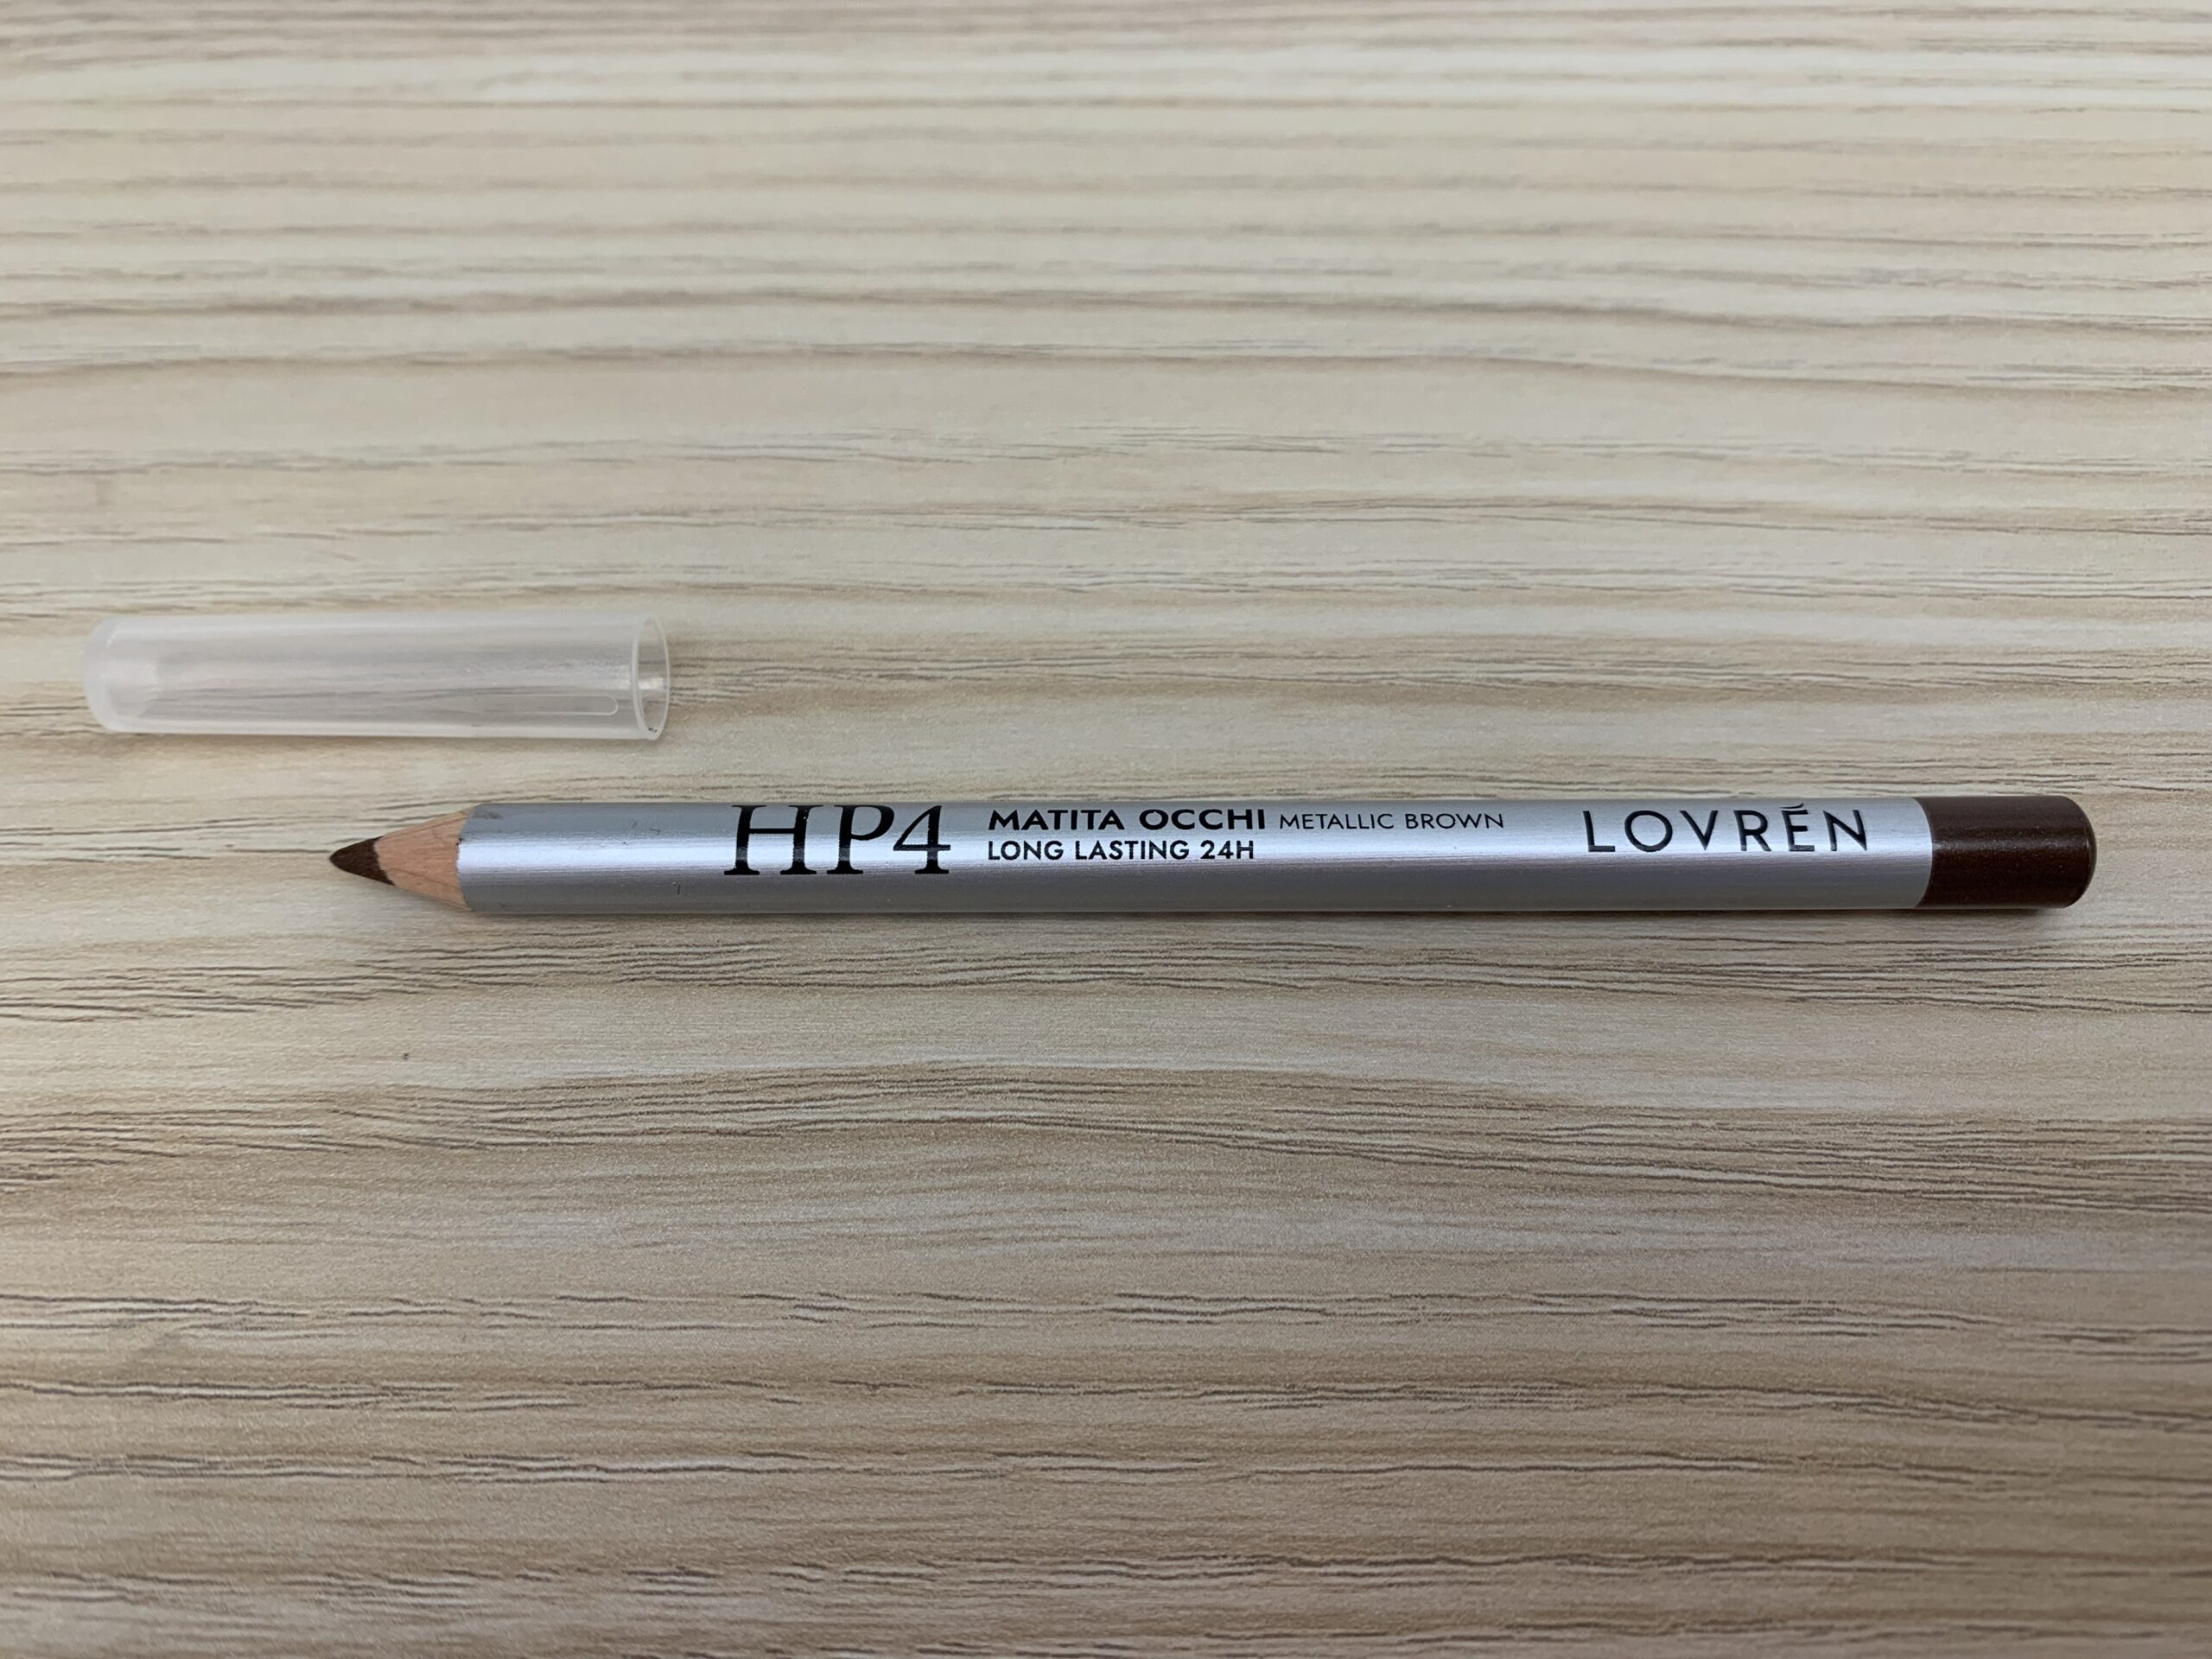 HP4
MATITA OCCHI METALLIC BROWN
LONG LASTING 24H
LOVRÉN